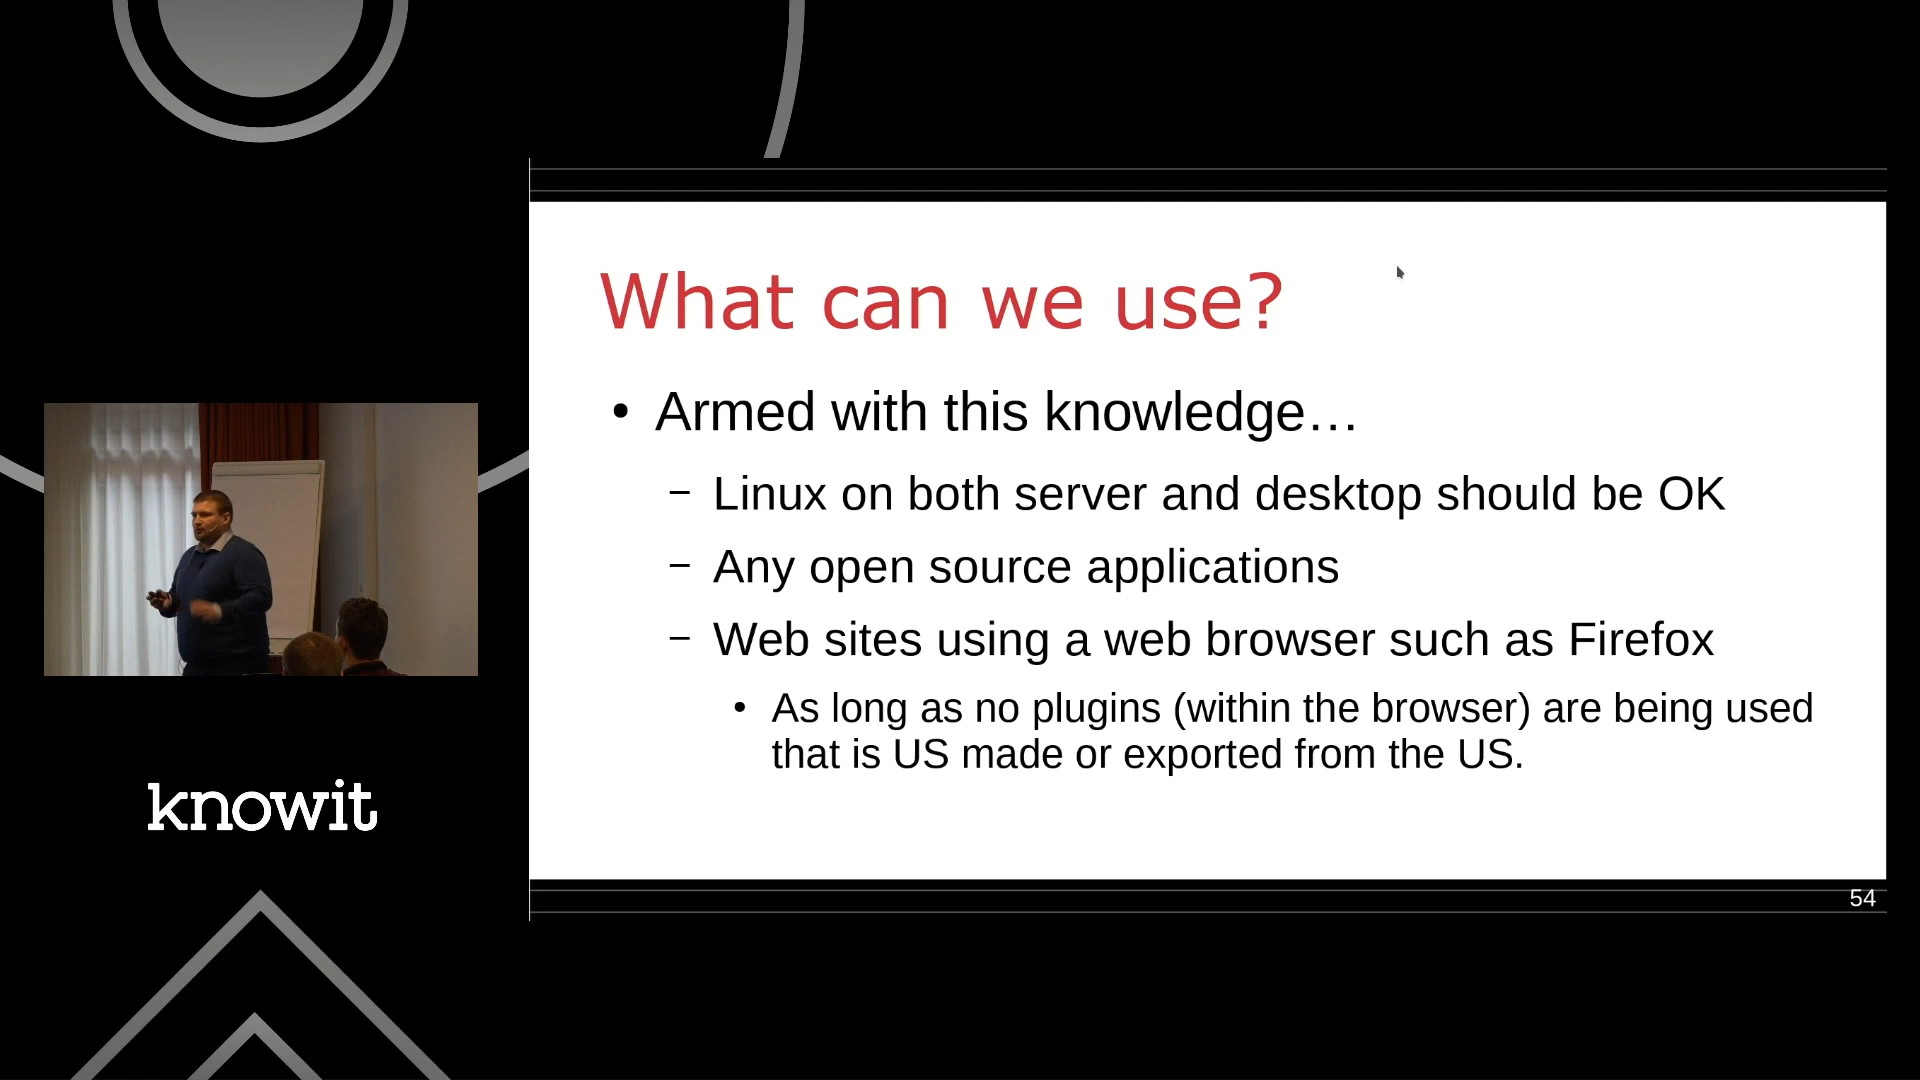 What can we use?
• Armed with this knowledge…
– Linux on both server and desktop should be OK
– Any open source applications
– Web sites using a web browser such as Firefox
• As long as no plugins (within the browser) are being used
that is US made or exported from the US.
knowit
54